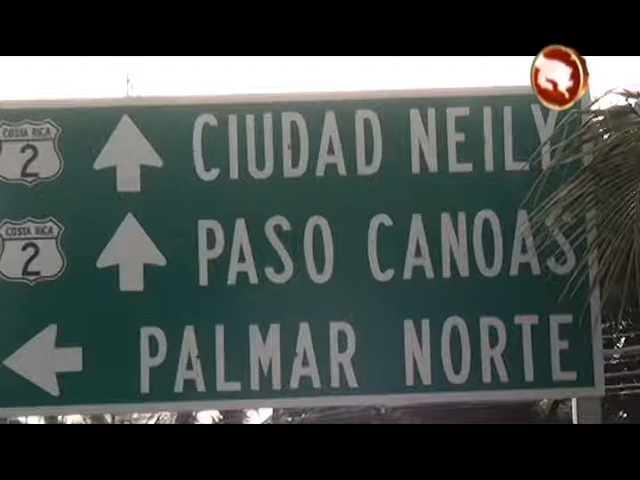 COSTA RICA 2 CIUDAD NEILY
COSTA RICA 2 PASO CANOAS
PALMAR NORTE